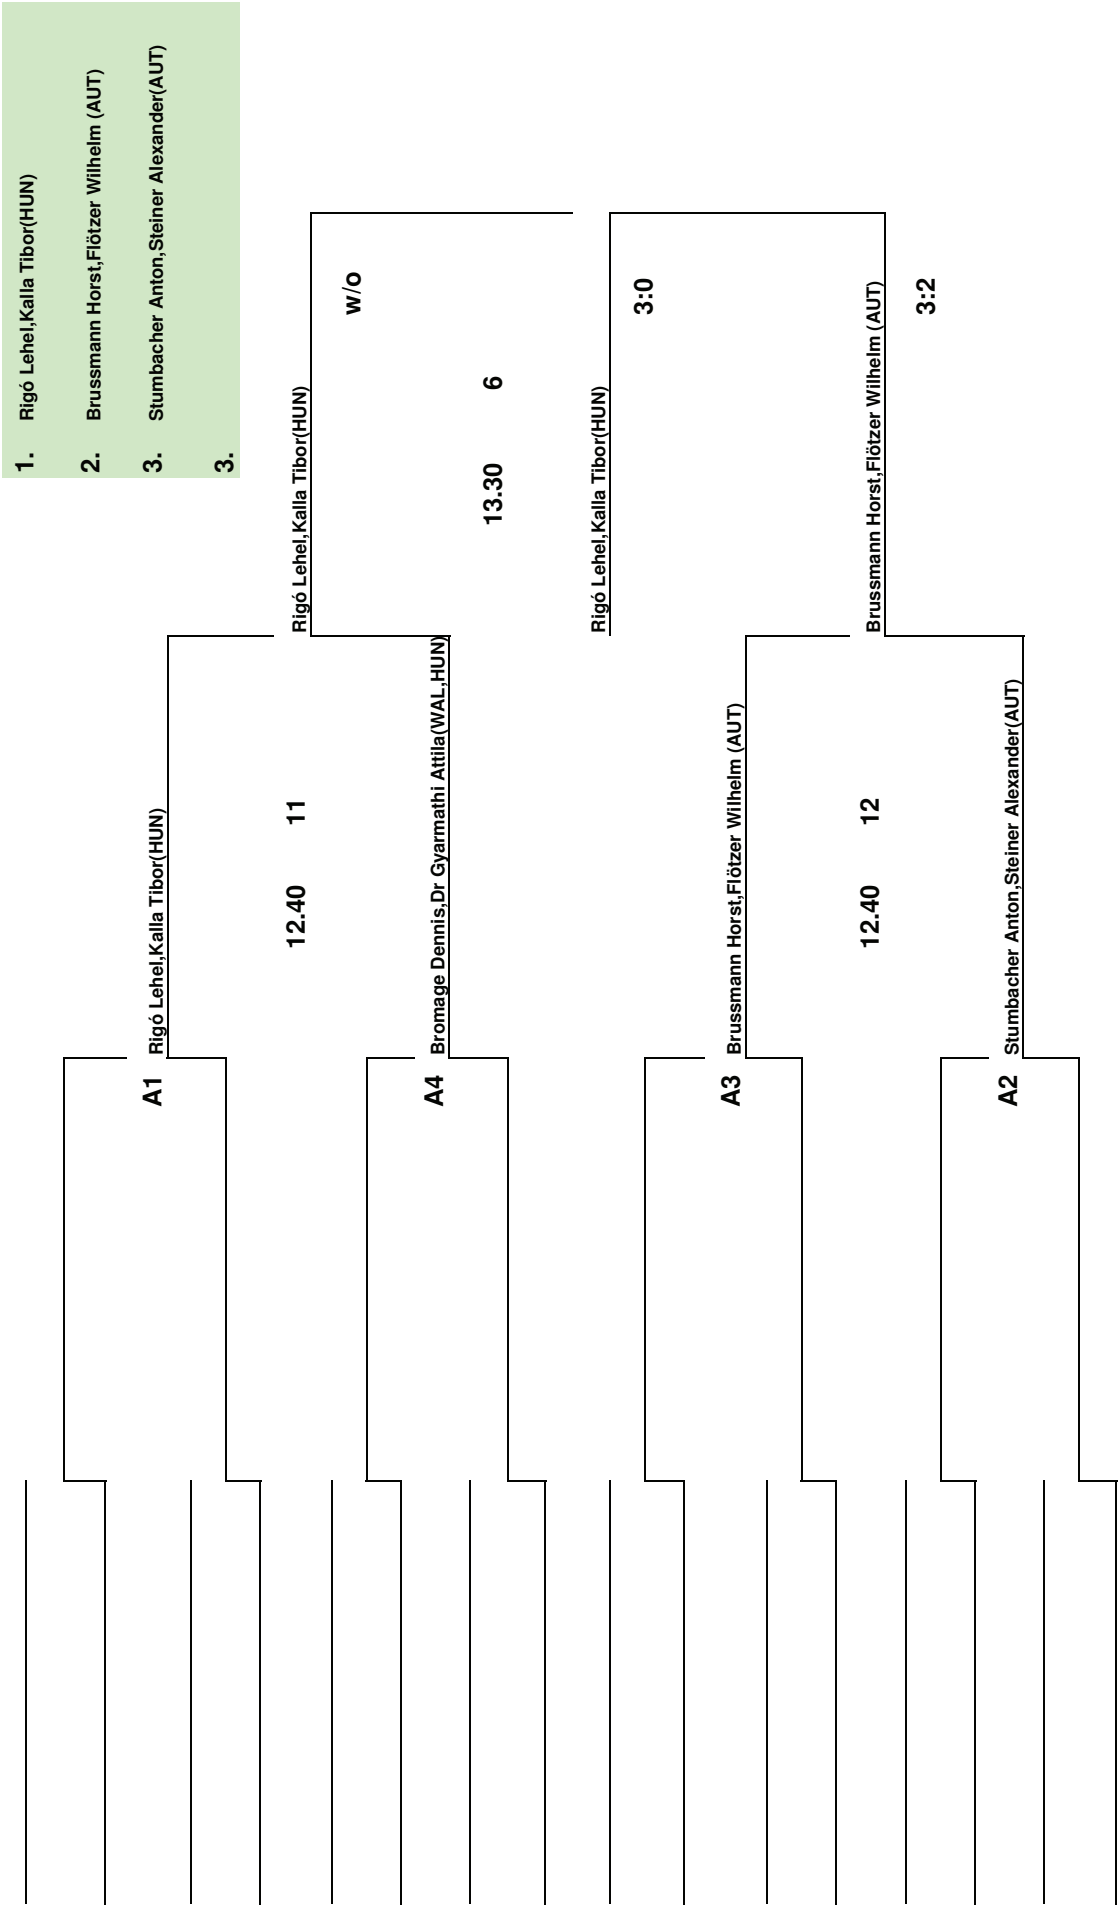 1. Rigó Lehel,Kalla Tibor(HUN)
2. Brussmann Horst,Flötzer Wilhelm (AUT)
3. Stumbacher Anton,Steiner Alexander(AUT)
3.
A1 Rigó Lehel,Kalla Tibor(HUN)
12.40 11
Rigó Lehel,Kalla Tibor(HUN)
w/o
A4 Bromage Dennis,Dr Gyarmathi Attila(WAL,HUN)
13.30 6
Rigó Lehel,Kalla Tibor(HUN)
3:0
A3 Brussmann Horst,Flötzer Wilhelm (AUT)
12.40 12
Brussmann Horst,Flötzer Wilhelm (AUT)
3:2
A2 Stumbacher Anton,Steiner Alexander(AUT)